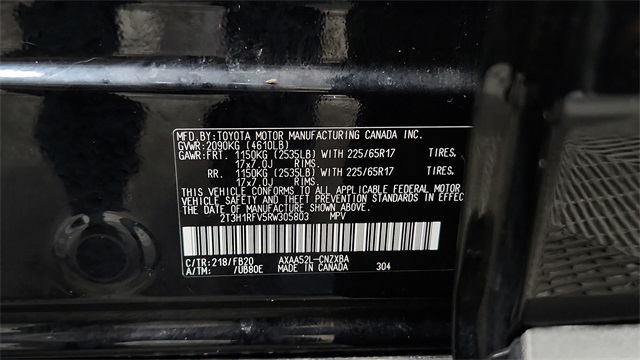 MFD.BY:TOYOTA MOTOR MANUFACTURING CANADA INC.
GVWR:2090KG (4610LB)
GAWR:FRT. 1150KG (2535LB) WITH 225/65R17 TIRES.
17x7.0J RIMS.
RR. 1150KG (2535LB) WITH 225/65R17 TIRES.
17x7.0J RIMS.
THIS VEHICLE CONFORMS TO ALL APPLICABLE FEDERAL MOTOR
VEHICLE SAFETY AND THEFT PREVENTION STANDARDS IN EFFEC
THE DATE OF MANUFACTURE SHOWN ABOVE.
2T3H1RFV5RW305803 MPV
C/TR:218/FB20 AXAA52L-CNZXBA
A/TM: /UB80E MADE IN CANADA 304